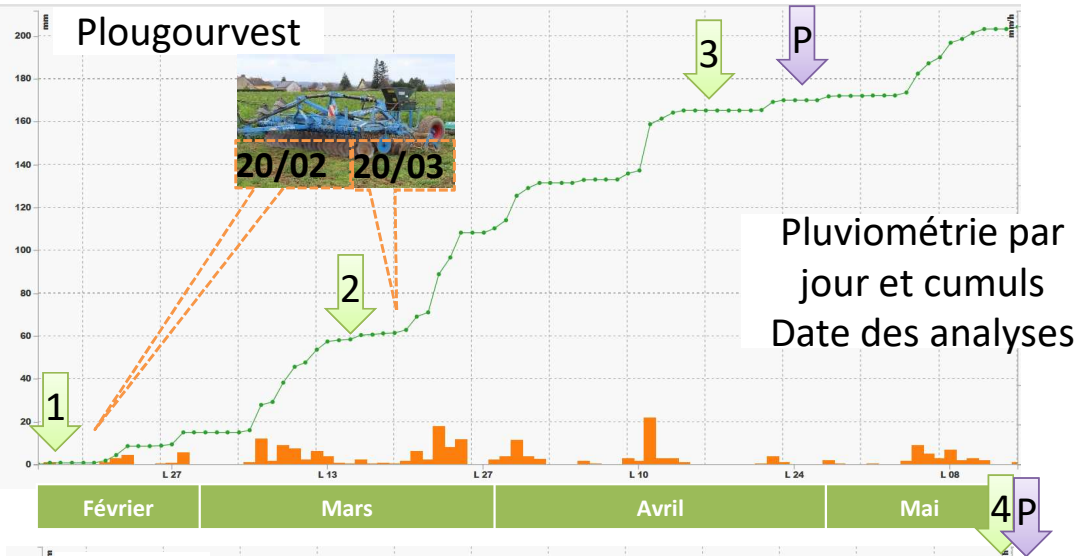 mm
Plougourvest
mm/h
3
P
200
180
160
20/02
20/03
140
120
100
Pluviométrie par
jour et cumuls
Date des analyses
2
80
60
40
1
20
0
L 27
L 13
L 27
L 10
L 24
L 08
Février
Mars
Avril
Mai
4
P